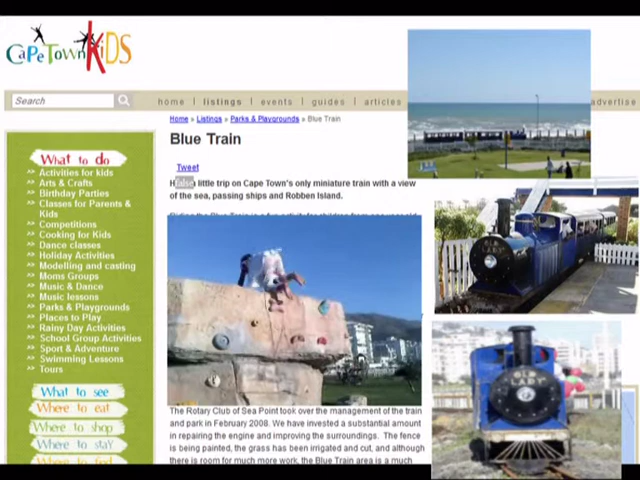 Cape Town KiDS
Search
home | listings | events | guides | articles
advertise
Home » Listings » Parks & Playgrounds » Blue Train
Blue Train
Tweet
little trip on Cape Town's only miniature train with a view
of the sea, passing ships and Robben Island.
What to do
Activities for kids
Arts & Crafts
Birthday Parties
Classes for Parents &
Kids
Competitions
Cooking for Kids
Dance classes
Holiday Activities
Modelling and casting
Moms Groups
Music & Dance
Music lessons
Parks & Playgrounds
Places to Play
Rainy Day Activities
School Group Activities
Sport & Adventure
Swimming Lessons
Tours
What to see
Where to eat
Where to shop
Where to stay
The Rotary Club of Sea Point took over the management of the train
and park in February 2008. We have invested a substantial amount
in repairing the engine and improving the surroundings. The fence
is being painted, the grass has been irrigated and cut, and although
there is room for much more work, the Blue Train area is a much
OLE
LADY